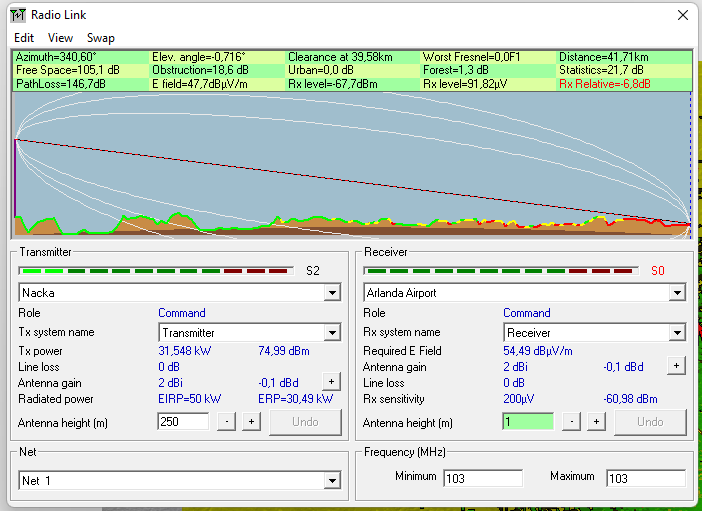 Radio Link
Edit View Swap
Azimuth=340,60° Elev. angle=-0,716° Clearance at 39,58km Worst Fresnel=0,0F1 Distance=41,71km
Free Space=105,1 dB Obstruction=18,6 dB Urban=0,0 dB Forest=1,3 dB Statistics=21,7 dB
PathLoss=146,7dB E field=47,7dBµV/m Rx level=-67,7dBm Rx level=91,82µV Rx Relative=-6,8dB
Transmitter
S2
Nacka
Role Command
Tx system name Transmitter
Tx power 31,548 kW 74,99 dBm
Line loss 0 dB
Antenna gain 2 dBi -0,1 dBd +
Radiated power EIRP=50 kW ERP=30,49 kW
Antenna height (m) 250 - + Undo
Receiver
S0
Arlanda Airport
Role Command
Rx system name Receiver
Required E Field 54,49 dBµV/m
Antenna gain 2 dBi -0,1 dBd +
Line loss 0 dB
Rx sensitivity 200µV -60,98 dBm
Antenna height (m) 1 - + Undo
Net
Net 1
Frequency (MHz)
Minimum 103 Maximum 103